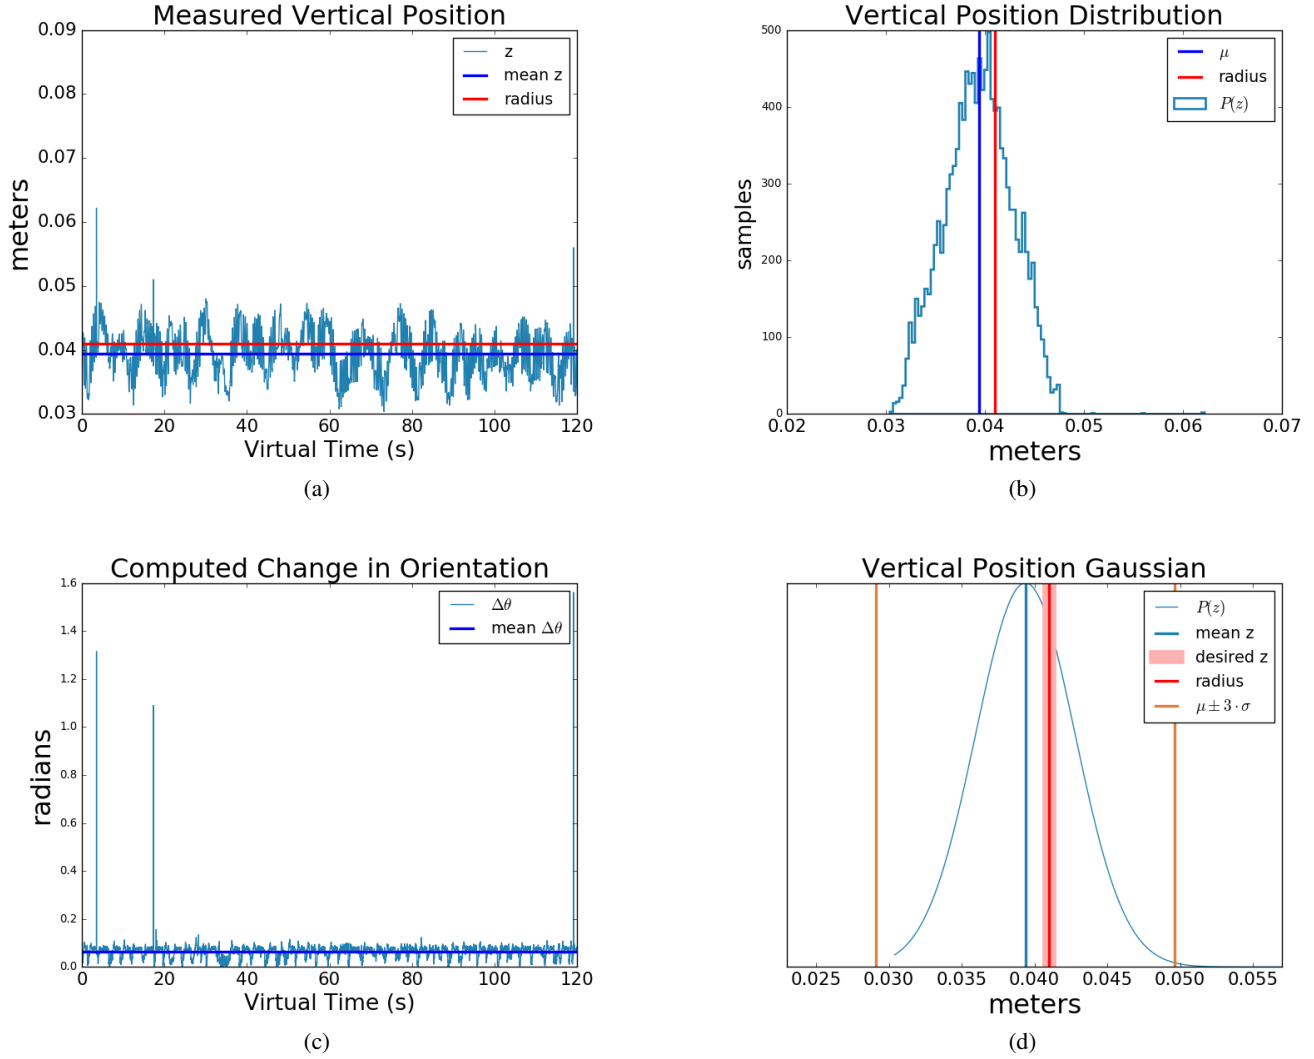 Measured Vertical Position
0.09
0.08
0.07
0.06
0.05
0.04
0.03
meters
z
mean z
radius
0 20 40 60 80 100 120
Virtual Time (s)
(a)
Vertical Position Distribution
500
400
300
200
100
0
samples
μ
radius
P(z)
0.02 0.03 0.04 0.05 0.06 0.07
meters
(b)
Computed Change in Orientation
1.6
1.4
1.2
1.0
0.8
0.6
0.4
0.2
0.0
radians
Δθ
mean Δθ
0 20 40 60 80 100 120
Virtual Time (s)
(c)
Vertical Position Gaussian
P(z)
mean z
desired z
radius
μ ± 3 · σ
0.025 0.030 0.035 0.040 0.045 0.050 0.055
meters
(d)